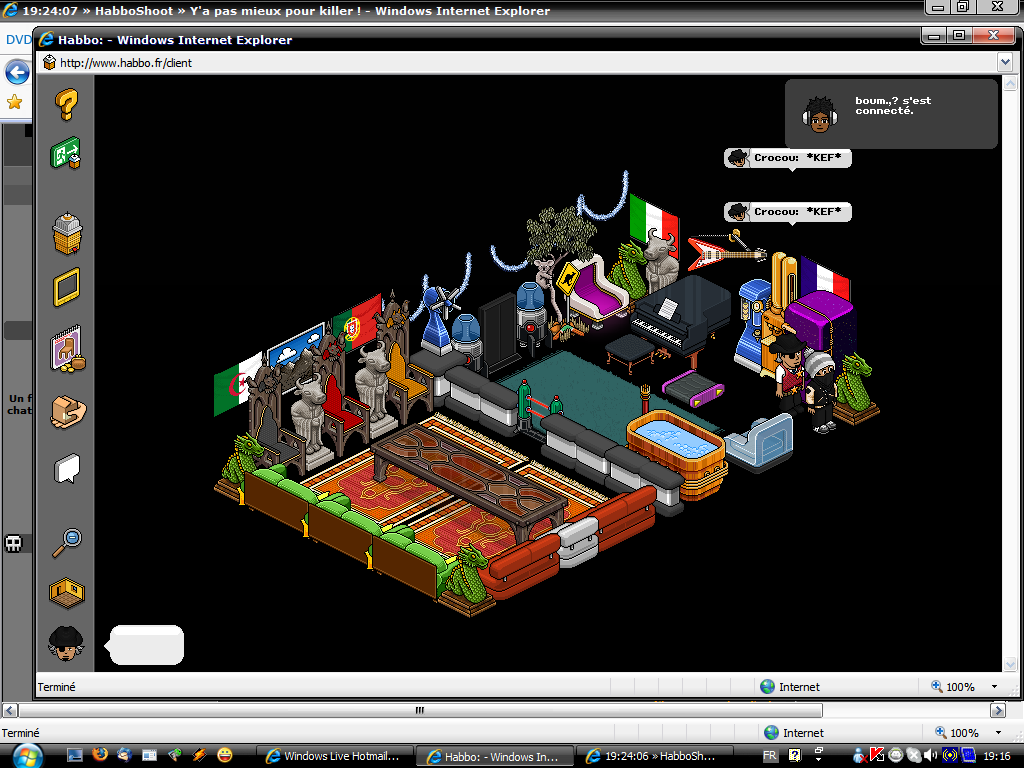 19:24:07 » HabboShoot » Y'a pas mieux pour killer ! - Windows Internet Explorer
DVD
Habbo: - Windows Internet Explorer
http://www.habbo.fr/client
boum.,? s'est
connecté.
Crocou: *KEF*
Crocou: *KEF*
Un f
chat
Terminé
Internet
100%
Terminé
Internet
100%
Windows Live Hotmail...
Habbo: - Windows In...
19:24:06 » HabboSh...
FR
19:16